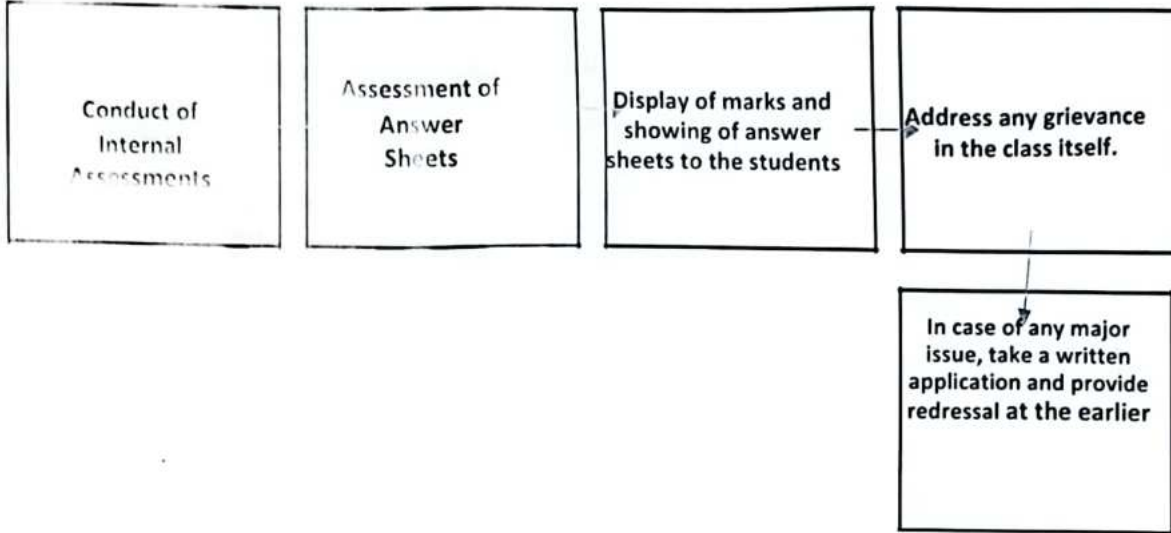 Conduct of
Internal
Assessments
Assessment of
Answer
Sheets
Display of marks and
showing of answer
sheets to the students
Address any grievance
in the class itself.
In case of any major
issue, take a written
application and provide
redressal at the earlier